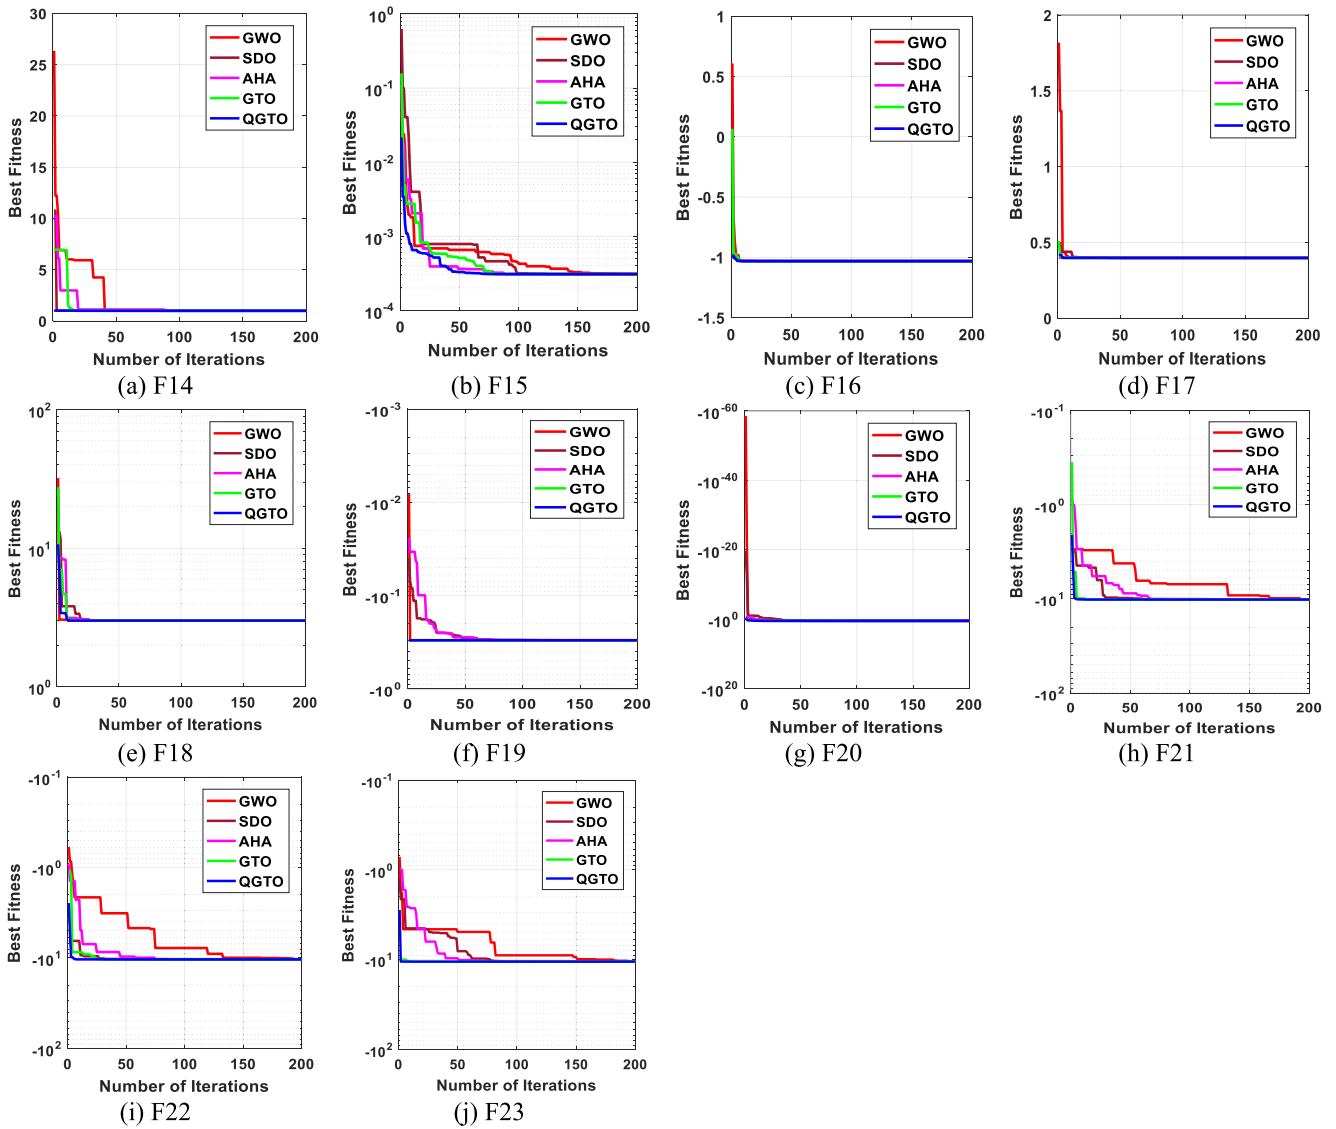 30
25
20
15
10
5
0
Best Fitness
GWO
SDO
AHA
GTO
QGTO
0 50 100 150 200
Number of Iterations
(a) F14
10^0
10^-1
10^-2
10^-3
10^-4
Best Fitness
GWO
SDO
AHA
GTO
QGTO
0 50 100 150 200
Number of Iterations
(b) F15
1
0.5
0
-0.5
-1
-1.5
Best Fitness
GWO
SDO
AHA
GTO
QGTO
0 50 100 150 200
Number of Iterations
(c) F16
2
1.5
1
0.5
0
Best Fitness
GWO
SDO
AHA
GTO
QGTO
0 50 100 150 200
Number of Iterations
(d) F17
10^2
10^1
10^0
Best Fitness
GWO
SDO
AHA
GTO
QGTO
0 50 100 150 200
Number of Iterations
(e) F18
-10^-3
-10^-2
-10^-1
-10^0
Best Fitness
GWO
SDO
AHA
GTO
QGTO
0 50 100 150 200
Number of Iterations
(f) F19
-10^-60
-10^-40
-10^-20
-10^0
-10^20
Best Fitness
GWO
SDO
AHA
GTO
QGTO
0 50 100 150 200
Number of Iterations
(g) F20
-10^-1
-10^0
-10^1
-10^2
Best Fitness
GWO
SDO
AHA
GTO
QGTO
0 50 100 150 200
Number of Iterations
(h) F21
-10^-1
-10^0
-10^1
-10^2
Best Fitness
GWO
SDO
AHA
GTO
QGTO
0 50 100 150 200
Number of Iterations
(i) F22
-10^-1
-10^0
-10^1
-10^2
Best Fitness
GWO
SDO
AHA
GTO
QGTO
0 50 100 150 200
Number of Iterations
(j) F23